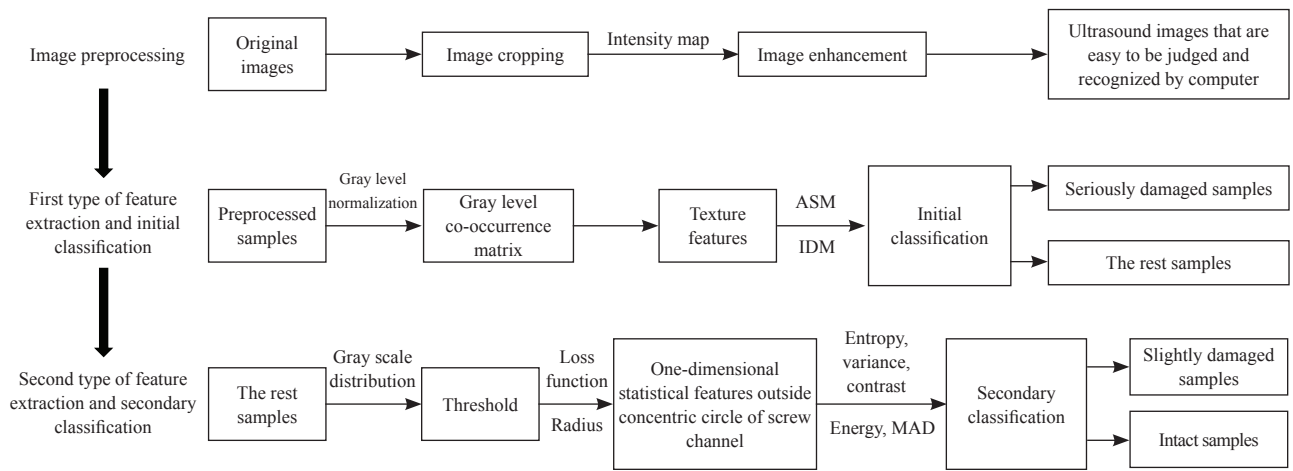 Image preprocessing
Original
images
Image cropping
Intensity map
Image enhancement
Ultrasound images that are
easy to be judged and
recognized by computer
First type of feature
extraction and initial
classification
Preprocessed
samples
Gray level
normalization
Gray level
co-occurrence
matrix
Texture
features
ASM
IDM
Initial
classification
Seriously damaged samples
The rest samples
Second type of feature
extraction and secondary
classification
The rest
samples
Gray scale
distribution
Threshold
Loss
function
Radius
One-dimensional
statistical features outside
concentric circle of screw
channel
Entropy,
variance,
contrast
Energy, MAD
Secondary
classification
Slightly damaged
samples
Intact samples